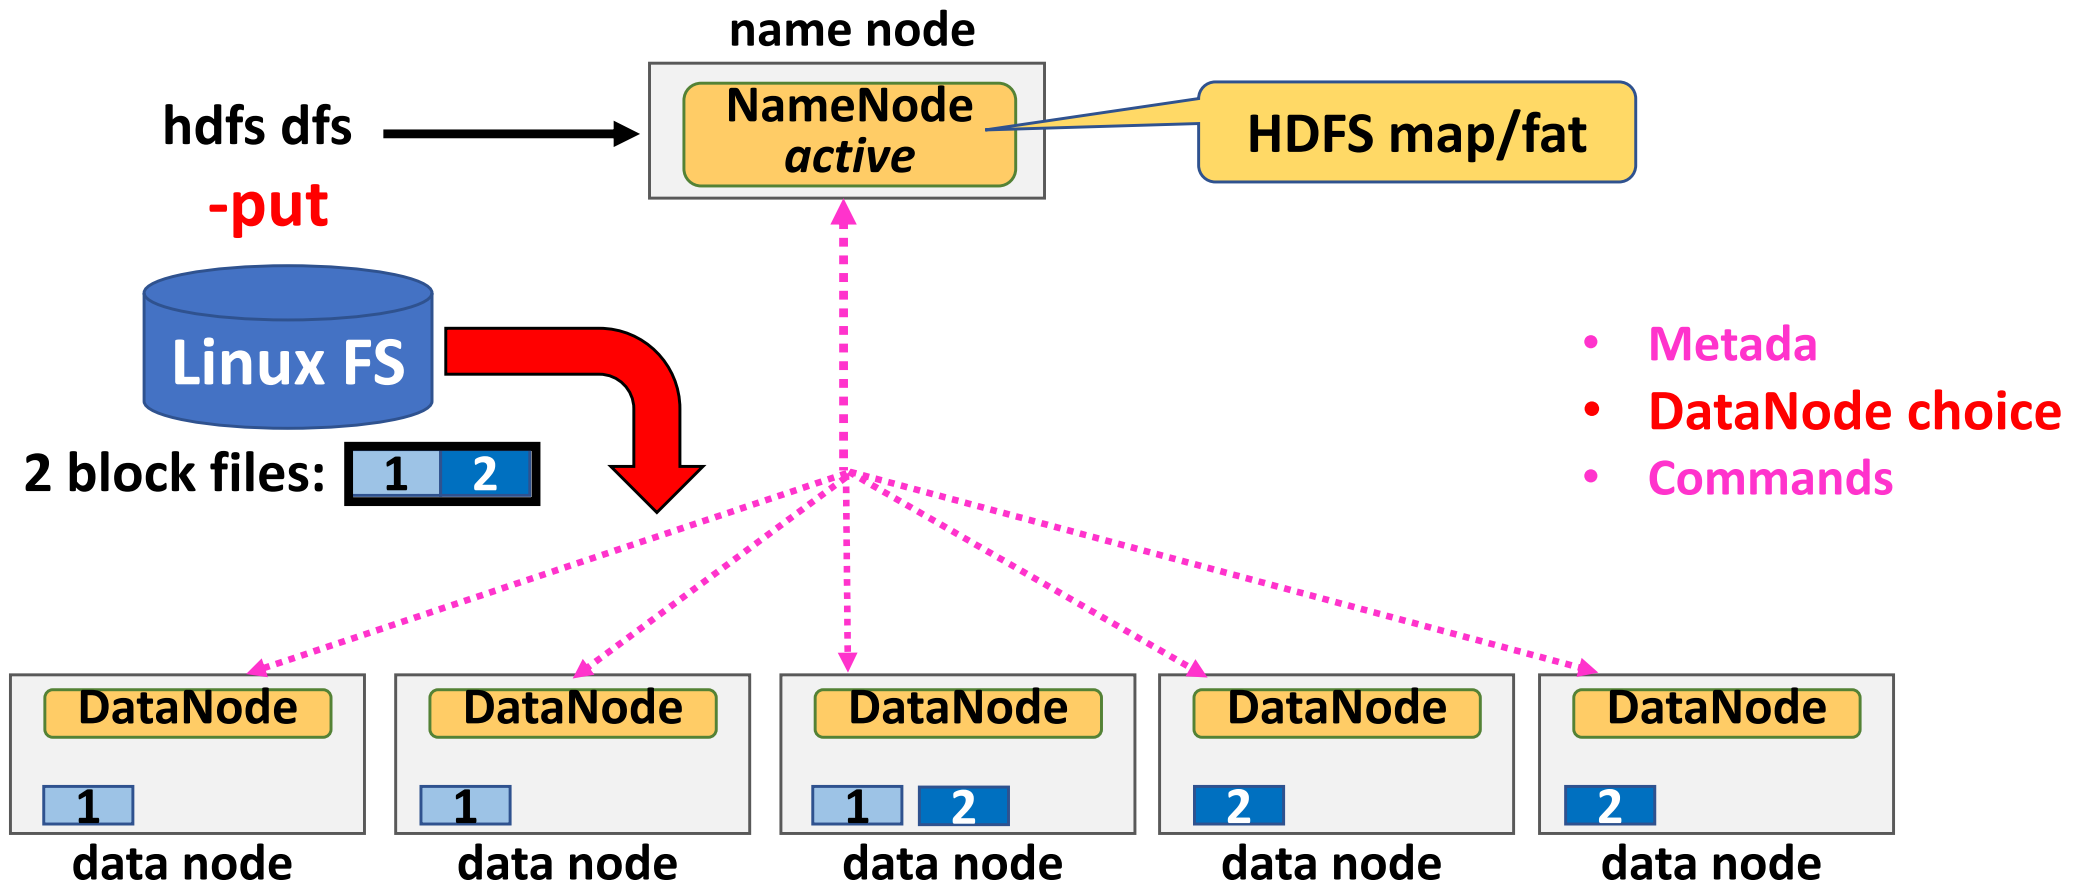 name node
hdfs dfs
-put
NameNode
active
HDFS map/fat
Linux FS
2 block files: 1 2
• Metada
• DataNode choice
• Commands
DataNode
1
data node
DataNode
1
data node
DataNode
1 2
data node
DataNode
2
data node
DataNode
2
data node